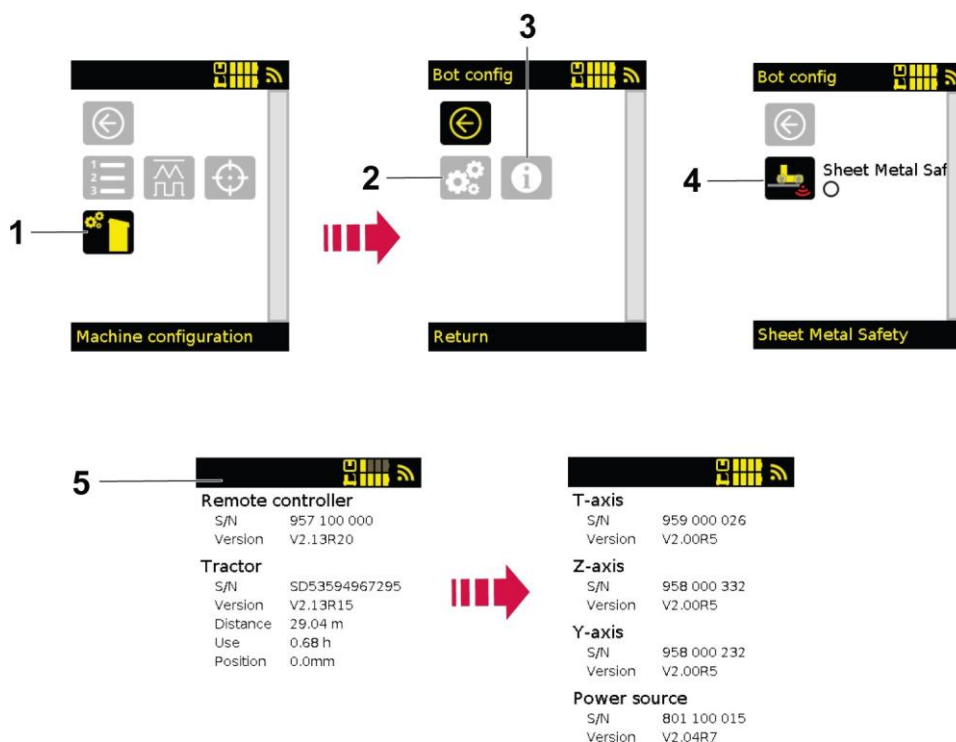 3
Bot config
Bot config
1
2
3
2
4
Sheet Metal Saf
1
Machine configuration
Return
Sheet Metal Safety
5
Remote controller
S/N 957 100 000
Version V2.13R20
Tractor
S/N SD53594967295
Version V2.13R15
Distance 29.04 m
Use 0.68 h
Position 0.0mm
T-axis
S/N 959 000 026
Version V2.00R5
Z-axis
S/N 958 000 332
Version V2.00R5
Y-axis
S/N 958 000 232
Version V2.00R5
Power source
S/N 801 100 015
Version V2.04R7